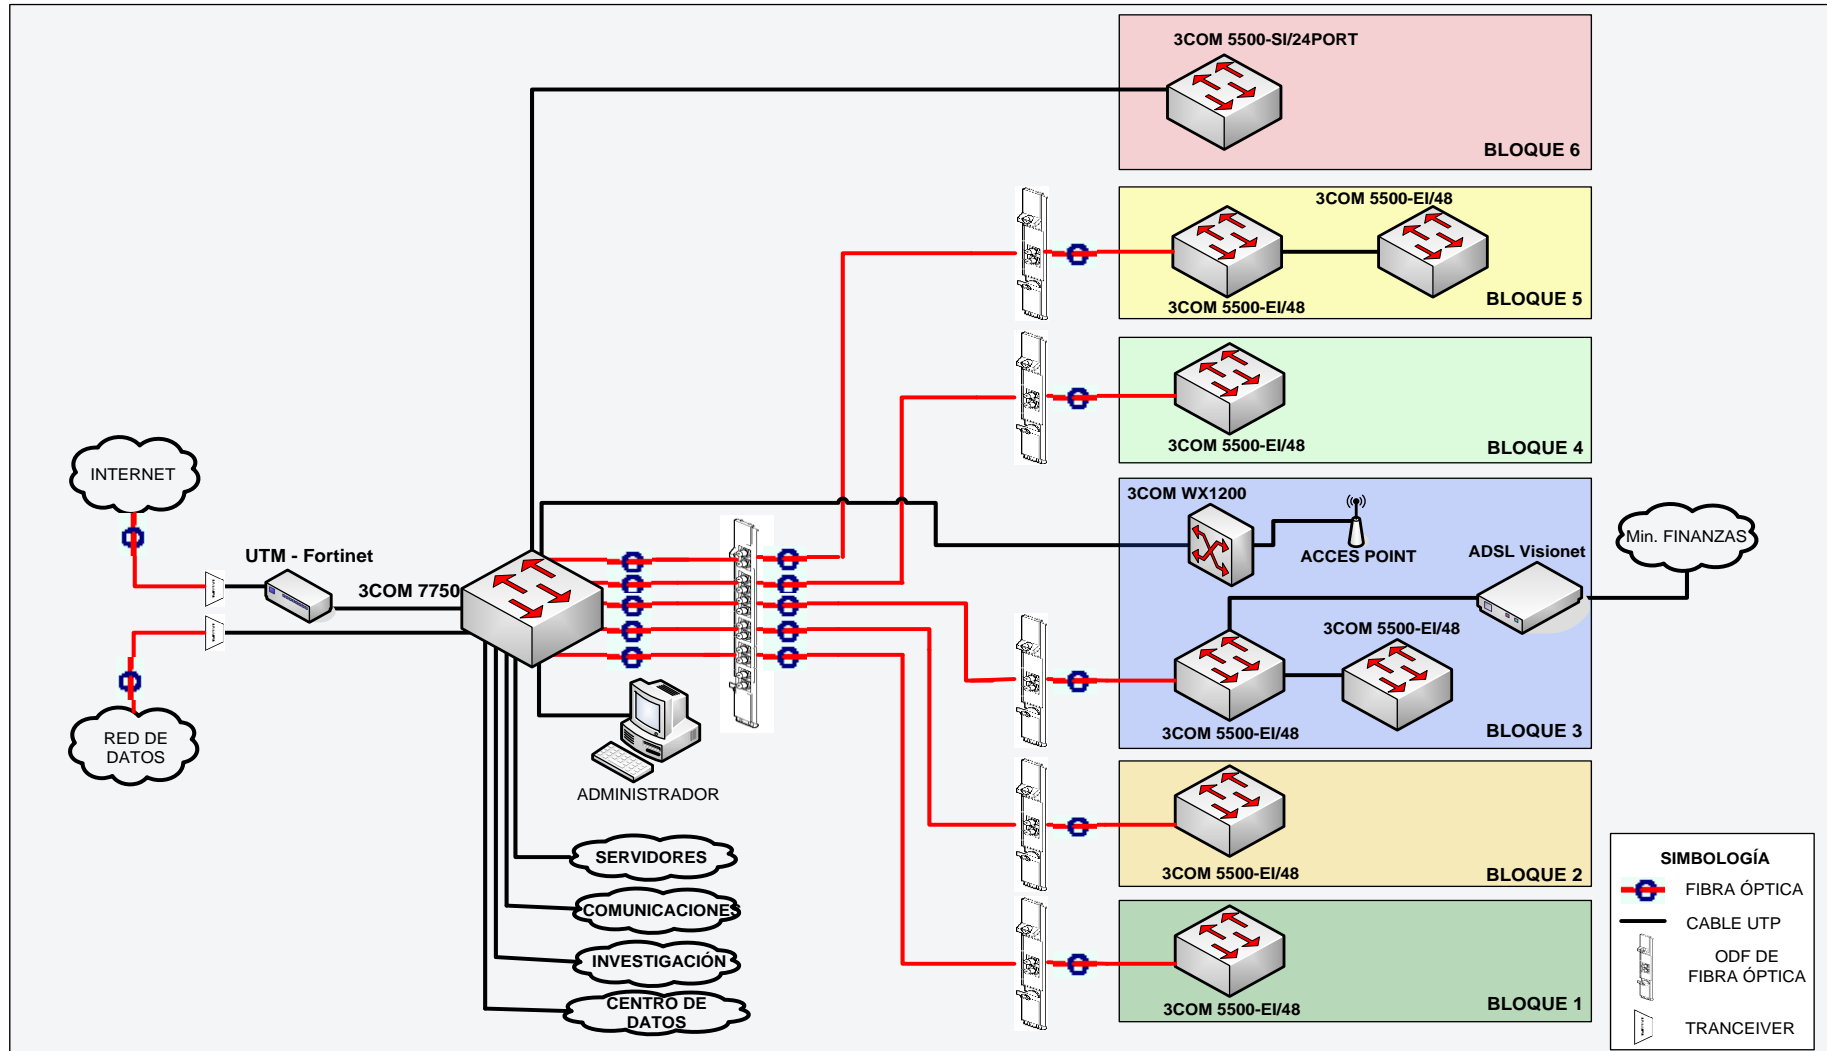 3COM 5500-SI/24PORT
BLOQUE 6
3COM 5500-EI/48
3COM 5500-EI/48
BLOQUE 5
3COM 5500-EI/48
BLOQUE 4
INTERNET
UTM - Fortinet
3COM 7750
3COM WX1200
ACCES POINT
ADSL Visionet
Min. FINANZAS
3COM 5500-EI/48
3COM 5500-EI/48
BLOQUE 3
RED DE
DATOS
ADMINISTRADOR
SERVIDORES
COMUNICACIONES
INVESTIGACIÓN
CENTRO DE
DATOS
3COM 5500-EI/48
BLOQUE 2
3COM 5500-EI/48
BLOQUE 1
SIMBOLOGÍA
FIBRA ÓPTICA
CABLE UTP
ODF DE
FIBRA ÓPTICA
TRANCEIVER